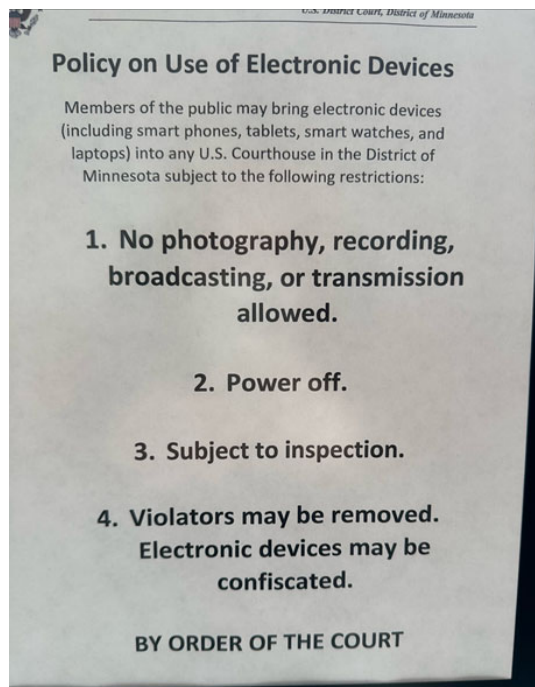 U.S. District Court, District of Minnesota
Policy on Use of Electronic Devices
Members of the public may bring electronic devices
(including smart phones, tablets, smart watches, and
laptops) into any U.S. Courthouse in the District of
Minnesota subject to the following restrictions:
1. No photography, recording,
broadcasting, or transmission
allowed.
2. Power off.
3. Subject to inspection.
4. Violators may be removed.
Electronic devices may be
confiscated.
BY ORDER OF THE COURT